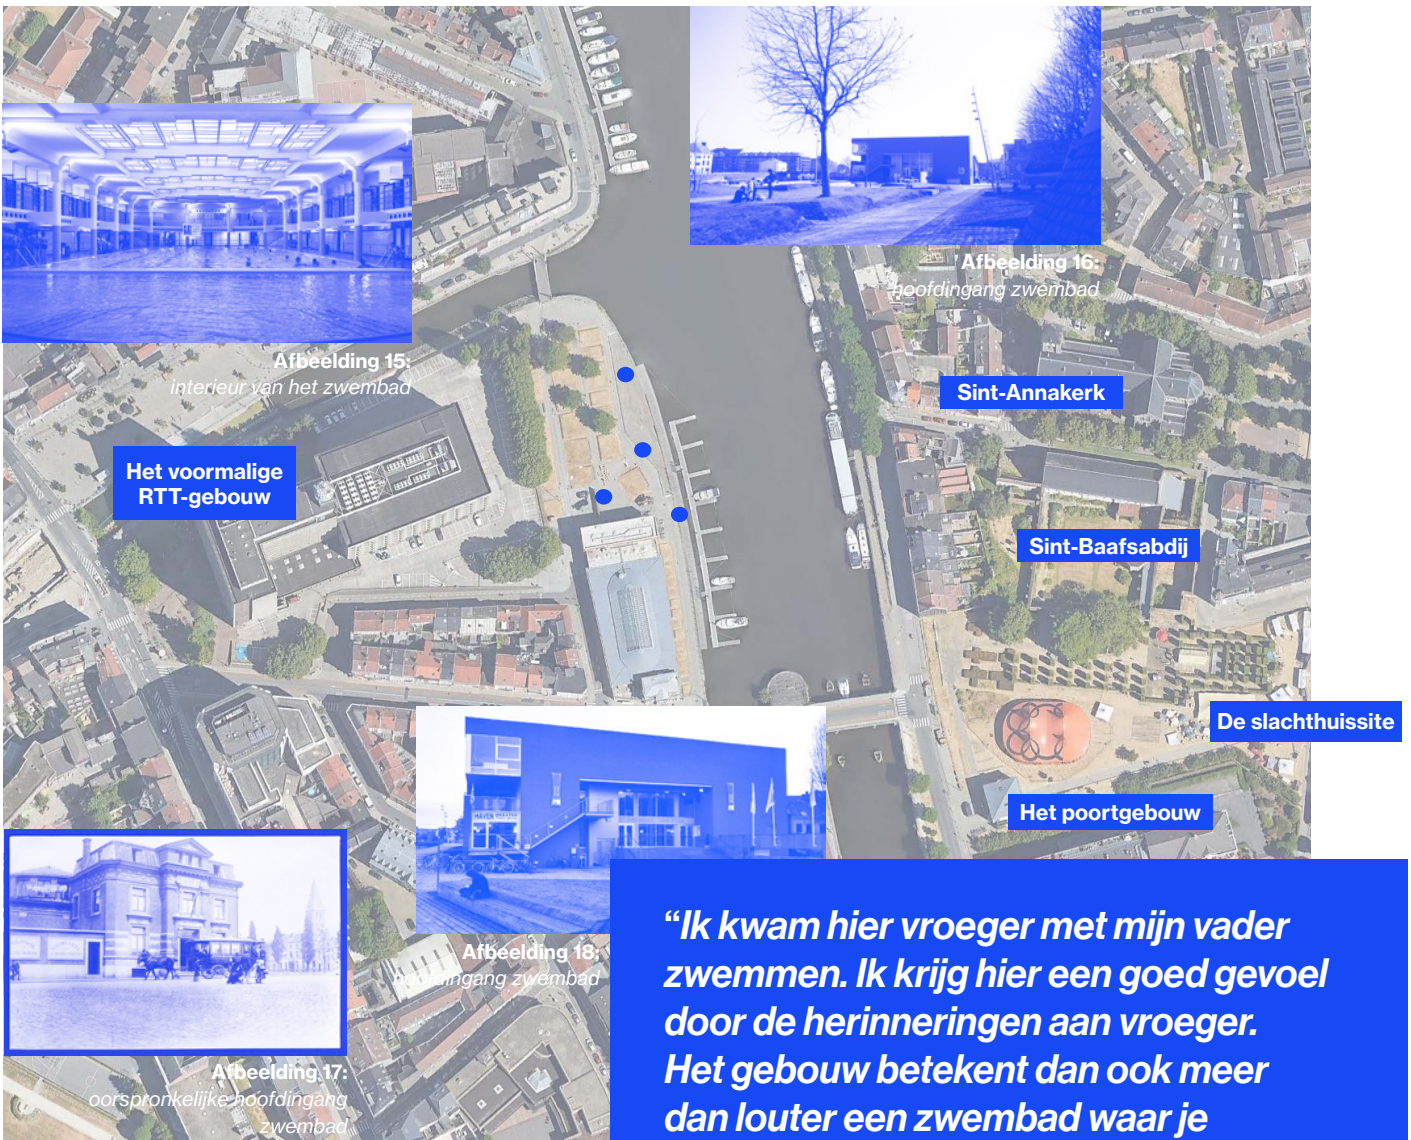 Afbeelding 16:
hoofdingang zwembad
Afbeelding 15:
interieur van het zwembad
Sint-Annakerk
Het voormalige
RTT-gebouw
Sint-Baafsabdij
De slachthuissite
Het poortgebouw
Afbeelding 18:
hoofdingang zwembad
Afbeelding 17:
oorspronkelijke hoofdingang
zwembad
“Ik kwam hier vroeger met mijn vader
zwemmen. Ik krijg hier een goed gevoel
door de herinneringen aan vroeger.
Het gebouw betekent dan ook meer
dan louter een zwembad waar je